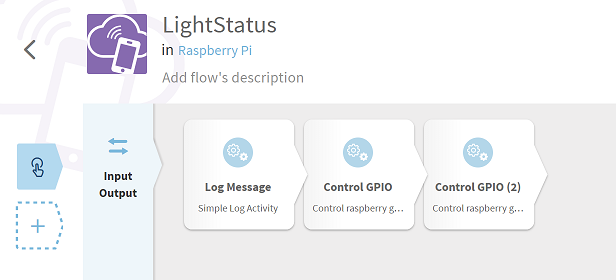 LightStatus
in Raspberry Pi
Add flow's description
Input
Output
Log Message
Simple Log Activity
Control GPIO
Control raspberry g...
Control GPIO (2)
Control raspberry g...